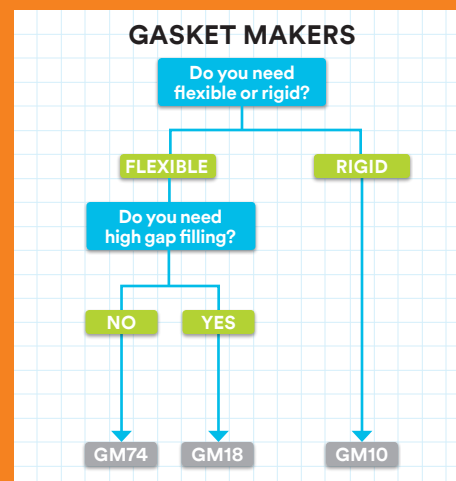 GASKET MAKERS
Do you need
flexible or rigid?
FLEXIBLE
RIGID
Do you need
high gap filling?
NO
YES
GM74
GM18
GM10